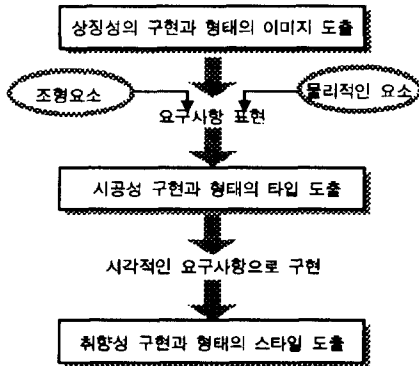 상징성의 구현과 형태의 이미지 도출
조형요소
물리적인 요소
요구사항 표현
시공성 구현과 형태의 타입 도출
시각적인 요구사항으로 구현
취향성 구현과 형태의 스타일 도출